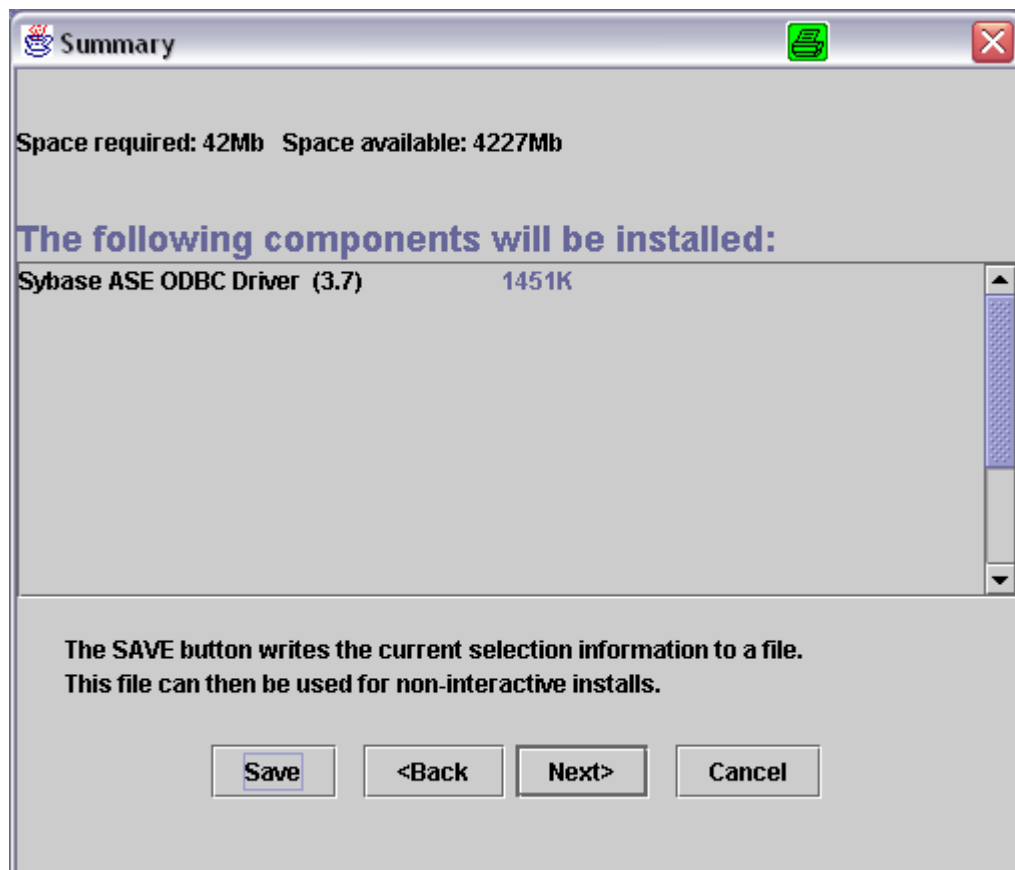 Summary
Space required: 42Mb Space available: 4227Mb
The following components will be installed:
Sybase ASE ODBC Driver (3.7) 1451K
The SAVE button writes the current selection information to a file.
This file can then be used for non-interactive installs.
Save <Back Next> Cancel